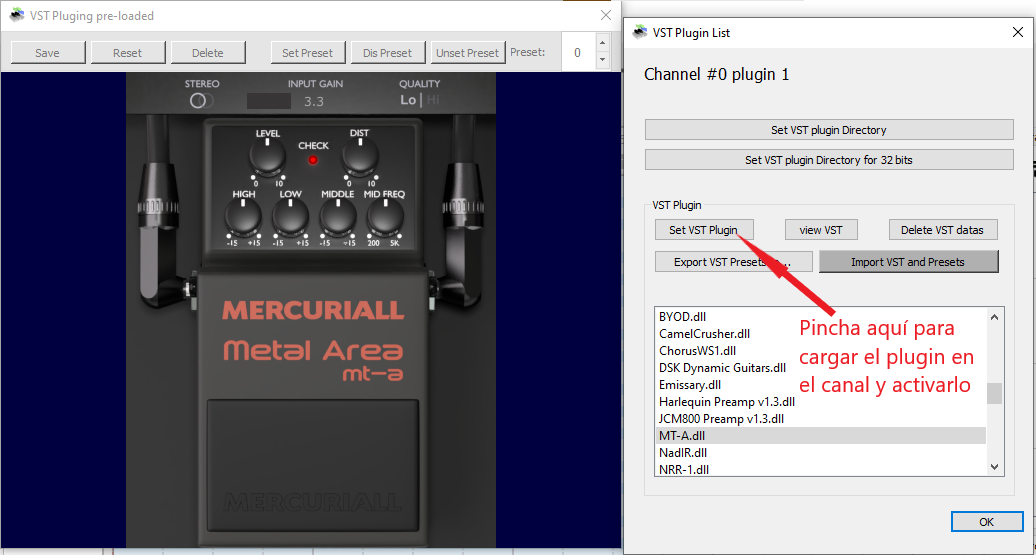 VST Pluging pre-loaded
Save
Reset
Delete
Set Preset
Dis Preset
Unset Preset
Preset:
0
STEREO
INPUT GAIN
3.3
QUALITY
Lo | Hi
LEVEL
0 10
CHECK
DIST
0 10
HIGH
-15 +15
LOW
-15 +15
MIDDLE
-15 +15
MID FREQ
200 5K
MERCURIALL
Metal Area
mt-a
MERCURIALL
VST Plugin List
Channel #0 plugin 1
Set VST plugin Directory
Set VST plugin Directory for 32 bits
VST Plugin
Set VST Plugin
view VST
Delete VST datas
Export VST Presets
Import VST and Presets
BYOD.dll
CamelCrusher.dll
ChorusWS1.dll
DSK Dynamic Guitars.dll
Emissary.dll
Harlequin Preamp v1.3.dll
JCM800 Preamp v1.3.dll
MT-A.dll
NadIR.dll
NRR-1.dll
Pincha aquí para
cargar el plugin en
el canal y activarlo
OK